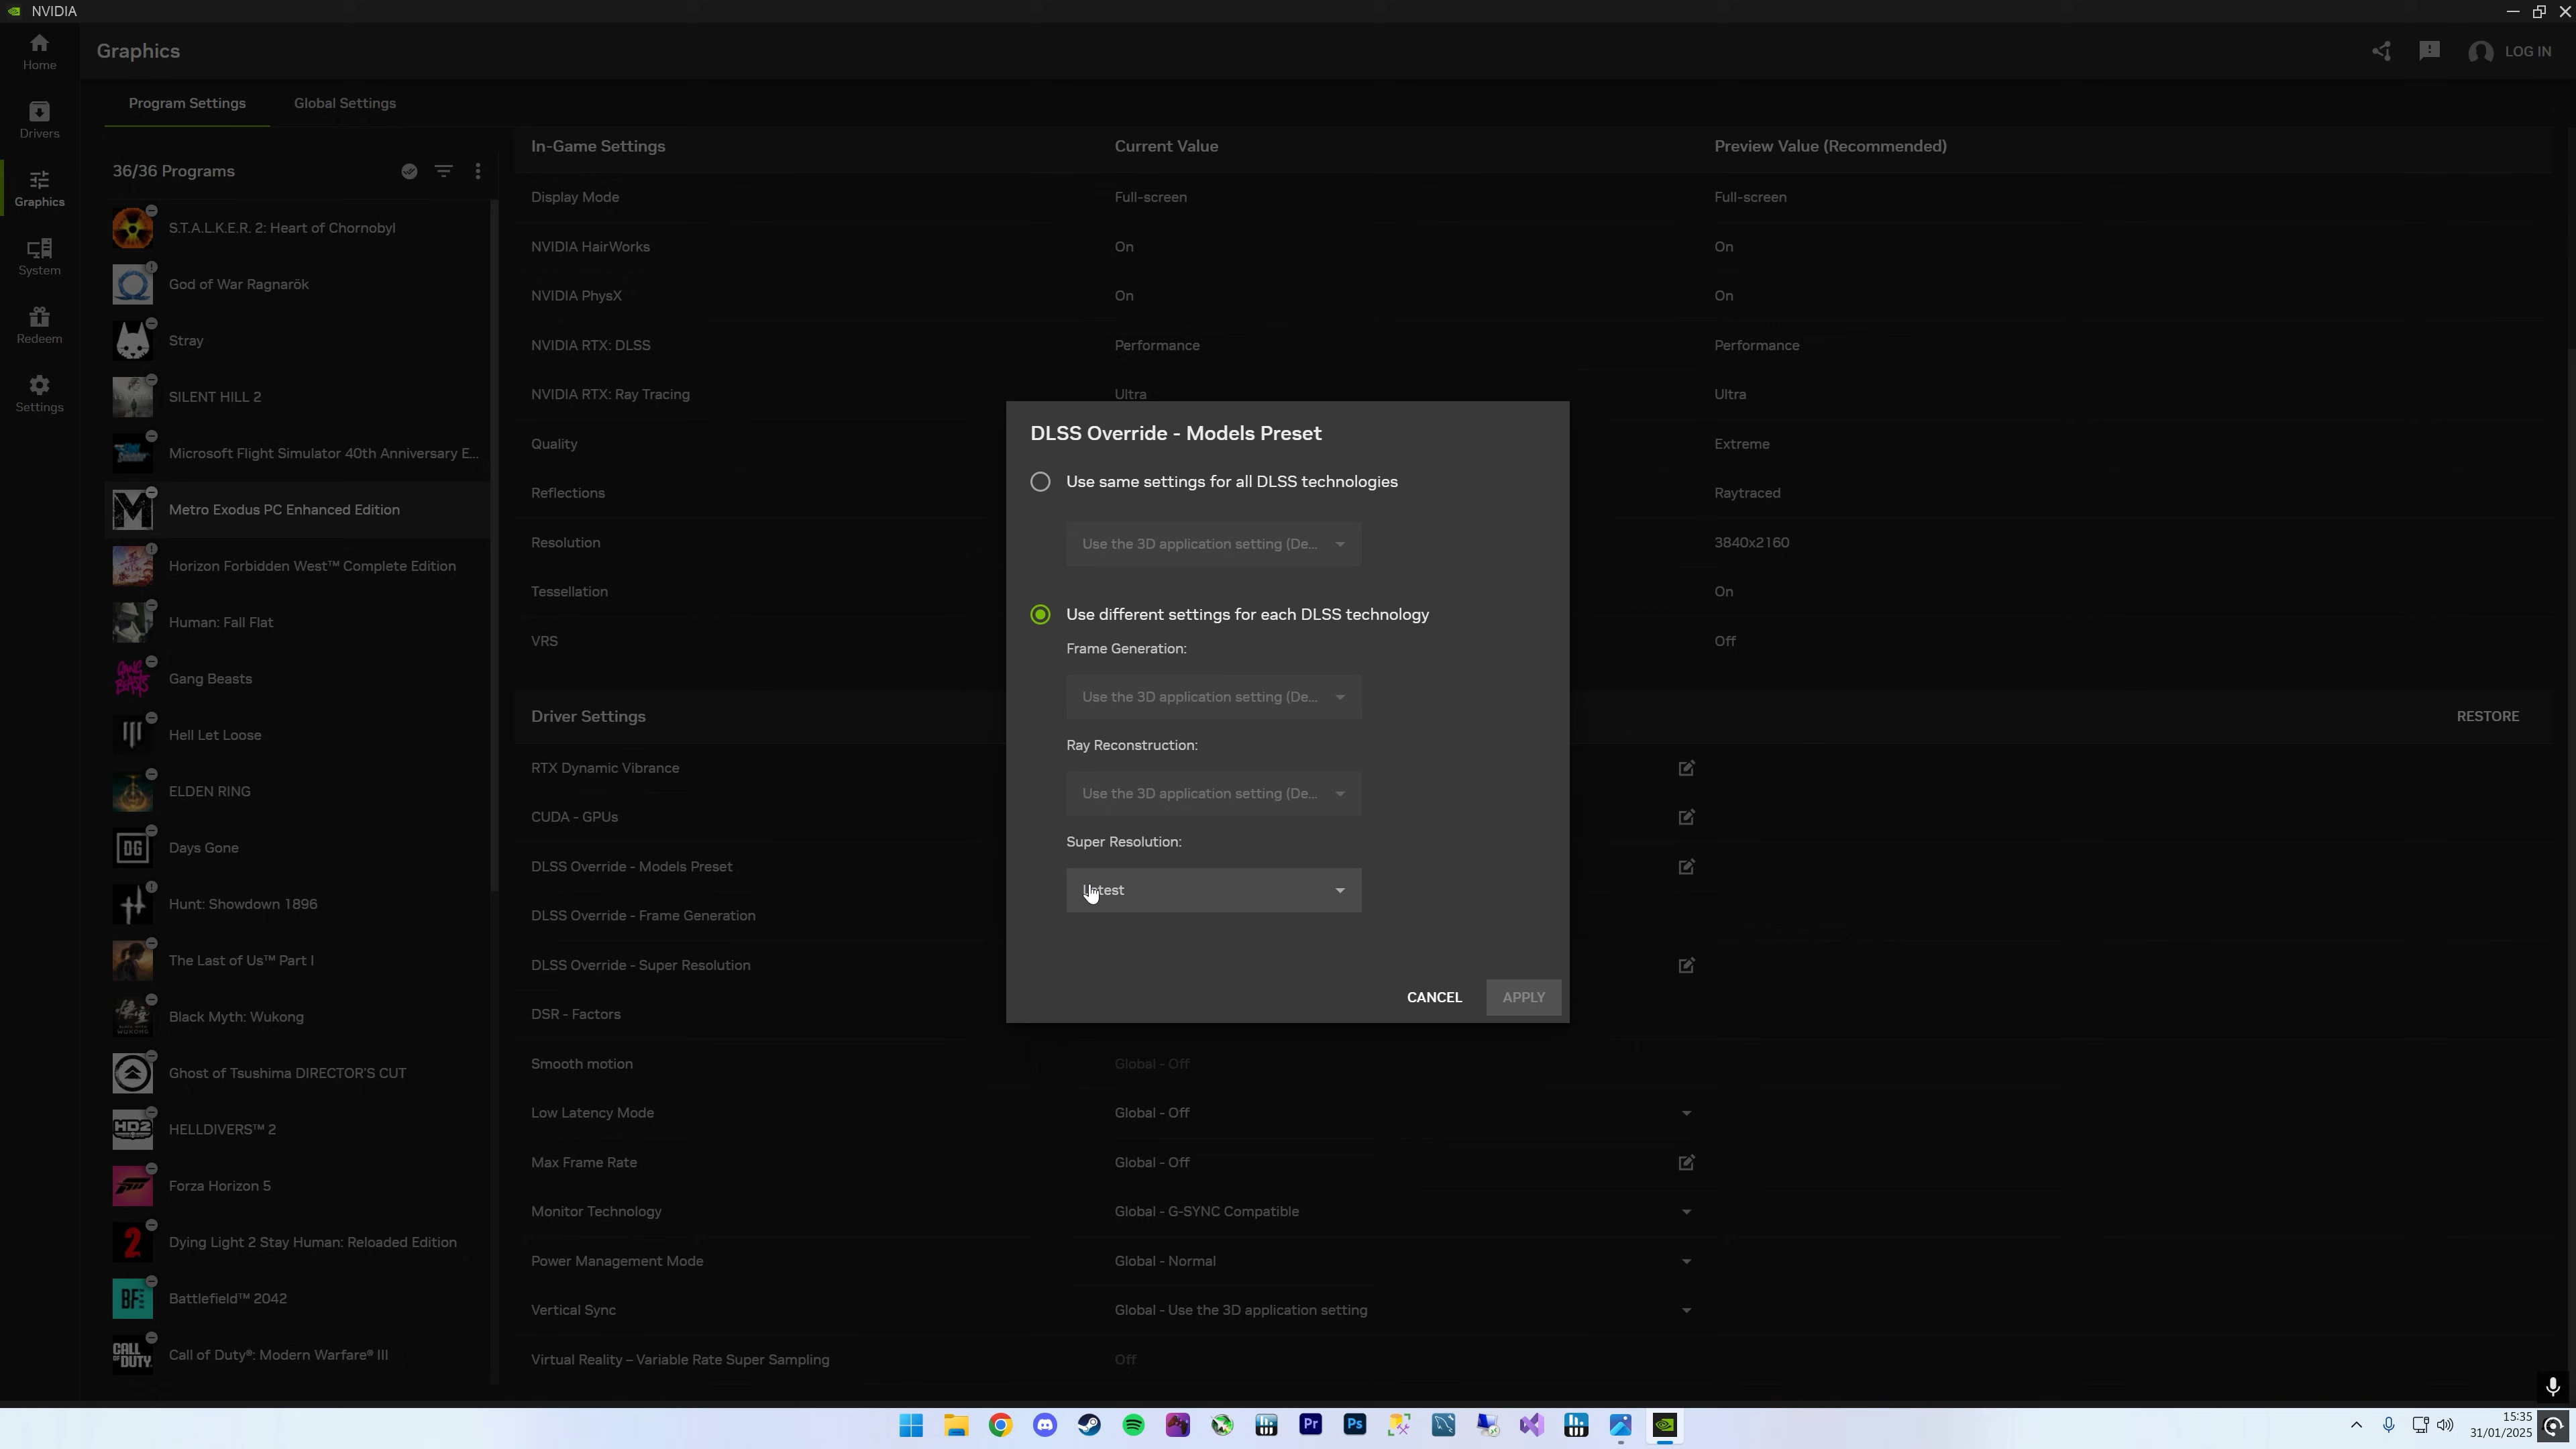 NVIDIA
Graphics
LOG IN
Home
Drivers
Graphics
System
Redeem
Settings
Program Settings
Global Settings
36/36 Programs
S.T.A.L.K.E.R. 2: Heart of Chornobyl
God of War Ragnarök
Stray
SILENT HILL 2
Microsoft Flight Simulator 40th Anniversary E...
Metro Exodus PC Enhanced Edition
Horizon Forbidden West™ Complete Edition
Human: Fall Flat
Gang Beasts
Hell Let Loose
ELDEN RING
Days Gone
Hunt: Showdown 1896
The Last of Us™ Part I
Black Myth: Wukong
Ghost of Tsushima DIRECTOR'S CUT
HELLDIVERS™ 2
Forza Horizon 5
Dying Light 2 Stay Human: Reloaded Edition
Battlefield™ 2042
Call of Duty®: Modern Warfare® III
In-Game Settings Current Value Preview Value (Recommended)
Display Mode Full-screen Full-screen
NVIDIA HairWorks On On
NVIDIA PhysX On On
NVIDIA RTX: DLSS Performance Performance
NVIDIA RTX: Ray Tracing Ultra Ultra
Quality Extreme
Reflections Raytraced
Resolution 3840x2160
Tessellation On
VRS Off
Driver Settings RESTORE
RTX Dynamic Vibrance
CUDA - GPUs
DLSS Override - Models Preset
DLSS Override - Frame Generation
DLSS Override - Super Resolution
DSR - Factors
Smooth motion Global - Off
Low Latency Mode Global - Off
Max Frame Rate Global - Off
Monitor Technology Global - G-SYNC Compatible
Power Management Mode Global - Normal
Vertical Sync Global - Use the 3D application setting
Virtual Reality – Variable Rate Super Sampling Off
DLSS Override - Models Preset
Use same settings for all DLSS technologies
Use the 3D application setting (De...
Use different settings for each DLSS technology
Frame Generation:
Use the 3D application setting (De...
Ray Reconstruction:
Use the 3D application setting (De...
Super Resolution:
Latest
CANCEL APPLY
DG
HD2
2
BF
CALL OF DUTY
Pr
Ps
15:35
31/01/2025